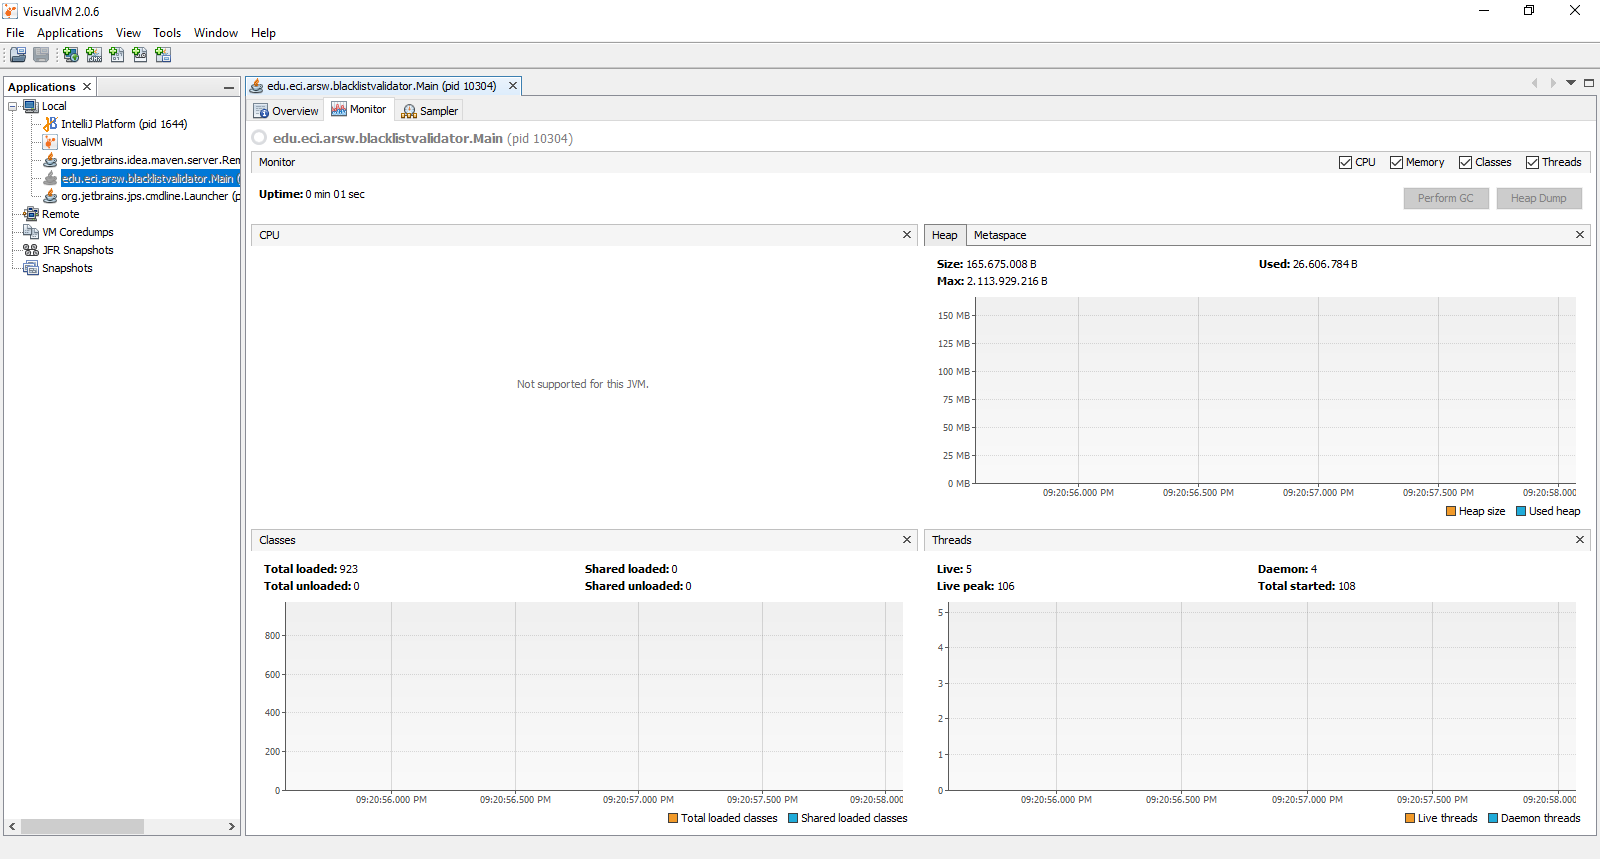 VisualVM 2.0.6
File Applications View Tools Window Help
Applications
Local
IntelliJ Platform (pid 1644)
VisualVM
org.jetbrains.idea.maven.server.Rem
edu.eci.arsw.blacklistvalidator.Main (
org.jetbrains.jps.cmdline.Launcher (p
Remote
VM Coredumps
JFR Snapshots
Snapshots
edu.eci.arsw.blacklistvalidator.Main (pid 10304)
Overview Monitor Sampler
edu.eci.arsw.blacklistvalidator.Main (pid 10304)
Monitor CPU Memory Classes Threads
Uptime: 0 min 01 sec Perform GC Heap Dump
CPU
Not supported for this JVM.
Heap Metaspace
Size: 165.675.008 B Used: 26.606.784 B
Max: 2.113.929.216 B
150 MB
125 MB
100 MB
75 MB
50 MB
25 MB
0 MB
09:20:56.000 PM 09:20:56.500 PM 09:20:57.000 PM 09:20:57.500 PM 09:20:58.000
Heap size Used heap
Classes
Total loaded: 923 Shared loaded: 0
Total unloaded: 0 Shared unloaded: 0
800
600
400
200
0
09:20:56.000 PM 09:20:56.500 PM 09:20:57.000 PM 09:20:57.500 PM 09:20:58.000
Total loaded classes Shared loaded classes
Threads
Live: 5 Daemon: 4
Live peak: 106 Total started: 108
5
4
3
2
1
0
09:20:56.000 PM 09:20:56.500 PM 09:20:57.000 PM 09:20:57.500 PM 09:20:58.000
Live threads Daemon threads